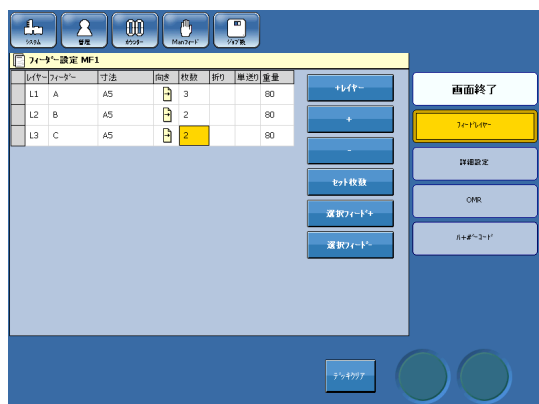 ｼｽﾃﾑ 管理 ｶｳﾝﾀｰ Manﾌｨｰﾄﾞ ｼﾞｮﾌﾞ換
ﾌｨｰﾀﾞｰ設定 MF1
ﾚｲﾔｰ ﾌｨｰﾀﾞｰ 寸法 向き 枚数 折り 単送り 重量
L1 A A5 3 80
L2 B A5 2 80
L3 C A5 2 80
+ﾚｲﾔｰ
+
-
ｾｯﾄ枚数
選択ﾌｨｰﾄﾞ+
選択ﾌｨｰﾄﾞ-
画面終了
ﾌｨｰﾄﾞﾚｲﾔｰ
詳細設定
OMR
ﾊﾞｰｺｰﾄﾞ
ﾃﾞｯｷｸﾘｱ